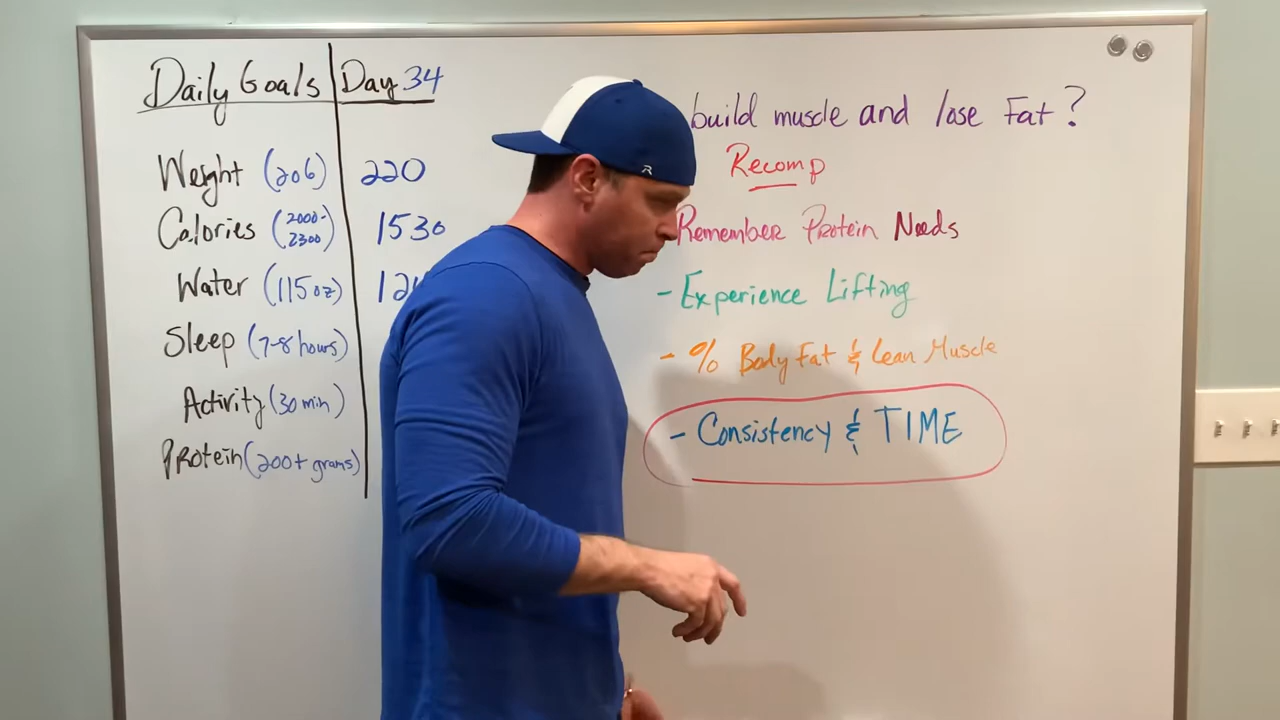 Daily Goals Day 34
Weight (206) 220
Calories (2000-2300) 1530
Water (115oz)
Sleep (7-8 hours)
Activity (30 min)
Protein (200+ grams)
build muscle and lose Fat?
Recomp
Remember Protein Needs
- Experience Lifting
- % Body Fat & Lean Muscle
- Consistency & TIME
R